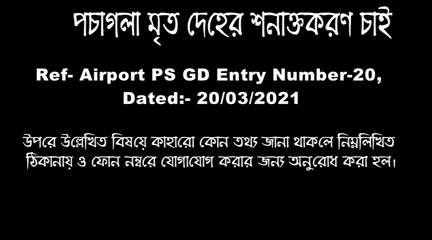 পচাগলা মৃত দেহের শনাক্তকরণ চাই
Ref- Airport PS GD Entry Number-20,
Dated:- 20/03/2021
উপরে উল্লেখিত বিষয়ে কাহারো কোন তথ্য জানা থাকলে নিম্নলিখিত
ঠিকানায় ও ফোন নম্বরে যোগাযোগ করার জন্য অনুরোধ করা হল।